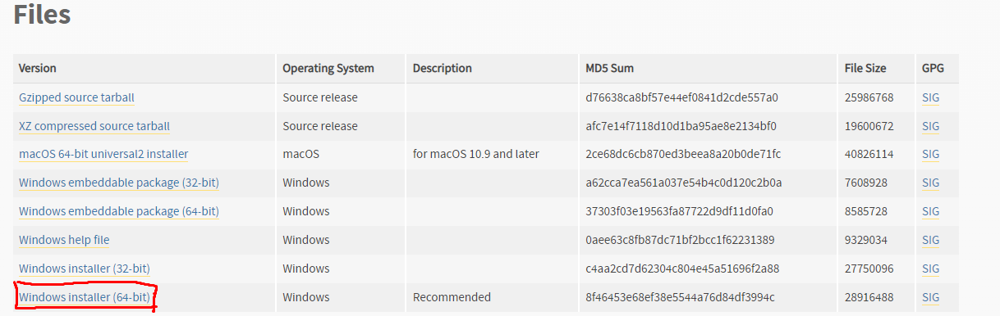 Files
Version Operating System Description MD5 Sum File Size GPG
Gzipped source tarball Source release d76638ca8bf57e44ef0841d2cde557a0 25986768 SIG
XZ compressed source tarball Source release afc7e14f7118d10d1ba95ae8e2134bf0 19600672 SIG
macOS 64-bit universal2 installer macOS for macOS 10.9 and later 2ce68dc6cb870ed3beea8a20b0de71fc 40826114 SIG
Windows embeddable package (32-bit) Windows a62cca7ea561a037e54b4c0d120c2b0a 7608928 SIG
Windows embeddable package (64-bit) Windows 37303f03e19563fa87722d9df11d0fa0 8585728 SIG
Windows help file Windows 0aee63c8fb87dc71bf2bcc1f62231389 9329034 SIG
Windows installer (32-bit) Windows c4aa2cd7d62304c804e45a51696f2a88 27750096 SIG
Windows installer (64-bit) Windows Recommended 8f46453e68ef38e5544a76d84df3994c 28916488 SIG